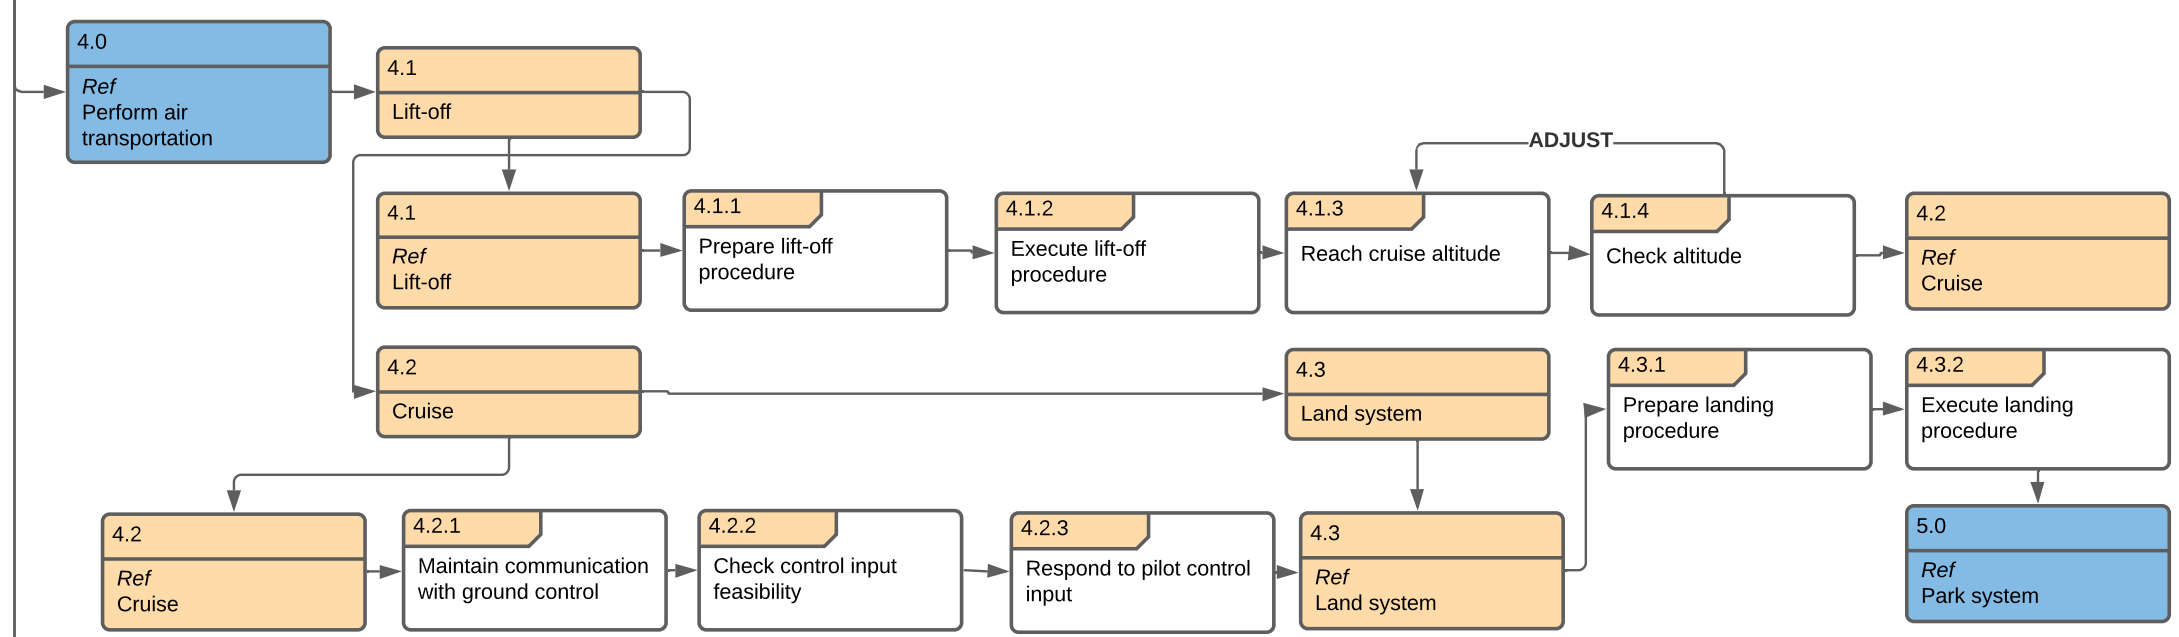 4.0
Ref
Perform air
transportation
4.1
Lift-off
ADJUST
4.1
Ref
Lift-off
4.1.1
Prepare lift-off
procedure
4.1.2
Execute lift-off
procedure
4.1.3
Reach cruise altitude
4.1.4
Check altitude
4.2
Ref
Cruise
4.2
Cruise
4.3
Land system
4.3.1
Prepare landing
procedure
4.3.2
Execute landing
procedure
4.2
Ref
Cruise
4.2.1
Maintain communication
with ground control
4.2.2
Check control input
feasibility
4.2.3
Respond to pilot control
input
4.3
Ref
Land system
5.0
Ref
Park system